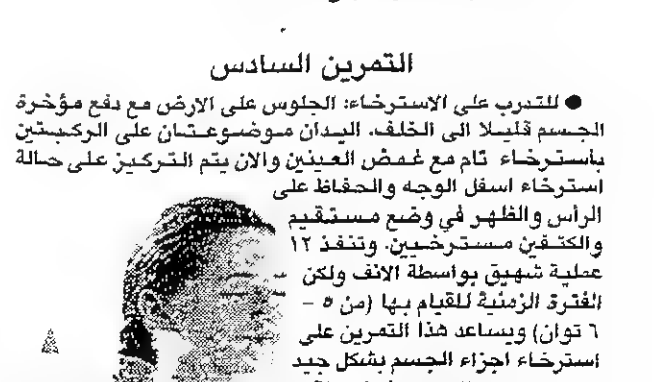 التمرين السادس
● للتدرب على الاسترخاء: الجلوس على الارض مع دفع مؤخرة
الجسم قليلا الى الخلف. اليدان موضوعتان على الركبتين
باسترخاء تام مع غمض العينين والان يتم التركيز على حالة
استرخاء اسفل الوجه والحفاظ على
الرأس والظهر في وضع مستقيم
والكتفين مسترخيين. وتنفذ ١٢
عملية شهيق بواسطة الانف ولكن
الفترة الزمنية للقيام بها (من ٥ –
٦ ثوان) ويساعد هذا التمرين على
استرخاء اجزاء الجسم بشكل جيد